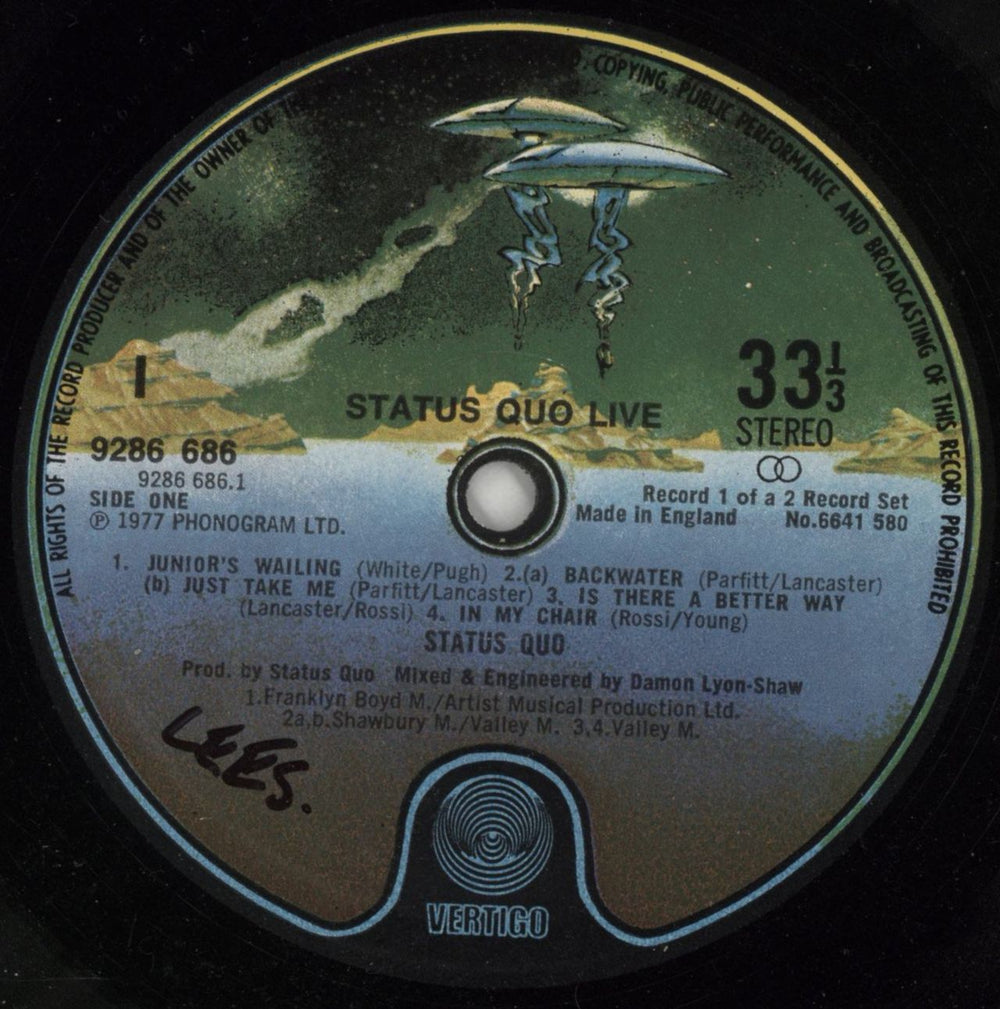 ALL RIGHTS OF THE RECORD PRODUCER AND OF THE OWNER OF
COPYING, PUBLIC PERFORMANCE AND BROADCASTING OF THIS RECORD PROHIBITED
I
STATUS QUO LIVE
33⅓
STEREO
9286 686
9286 686.1
SIDE ONE
℗ 1977 PHONOGRAM LTD.
Record 1 of a 2 Record Set
Made in England No.6641 580
1. JUNIOR'S WAILING (White/Pugh) 2.(a) BACKWATER (Parfitt/Lancaster)
(b) JUST TAKE ME (Parfitt/Lancaster) 3. IS THERE A BETTER WAY
(Lancaster/Rossi) 4. IN MY CHAIR (Rossi/Young)
STATUS QUO
Prod. by Status Quo Mixed & Engineered by Damon Lyon-Shaw
1.Franklyn Boyd M./Artist Musical Production Ltd.
2a,b.Shawbury M./Valley M. 3,4.Valley M.
LEES.
VERTIGO